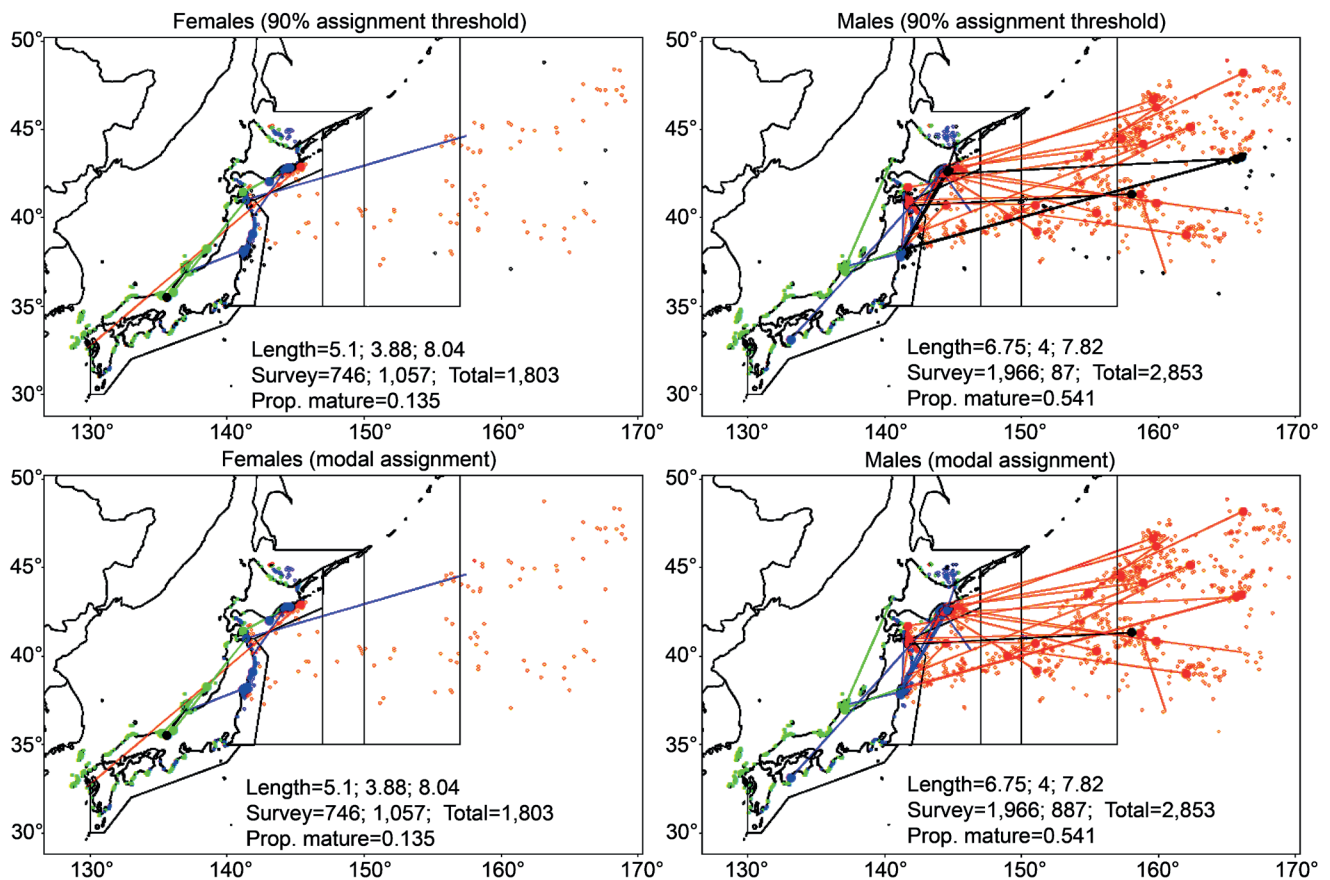 Females (90% assignment threshold)
Males (90% assignment threshold)
50°
45°
40°
35°
30°
Length=5.1; 3.88; 8.04
Survey=746; 1,057; Total=1,803
Prop. mature=0.135
130
140
150
160
170°
50°
45°
40°
35°
30°
Length=6.75; 4; 7.82
Survey=1,966; 87; Total=2,853
Prop. mature=0.541
130
140
150
160
170°
Females (modal assignment)
Males (modal assignment)
50°
45°
40°
35°
30°
Length=5.1; 3.88; 8.04
Survey=746; 1,057; Total=1,803
Prop. mature=0.135
130
140
150
160
170°
50°
45°
40°
35°
30°
Length=6.75; 4; 7.82
Survey=1,966; 887; Total=2,853
Prop. mature=0.541
130
140
150
160
170°